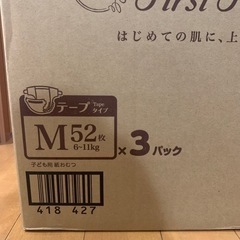 First
はじめての肌に、上
テープ Tape タイプ
M 52枚 ×3パック
6~11kg
子ども用 紙おむつ
418 427